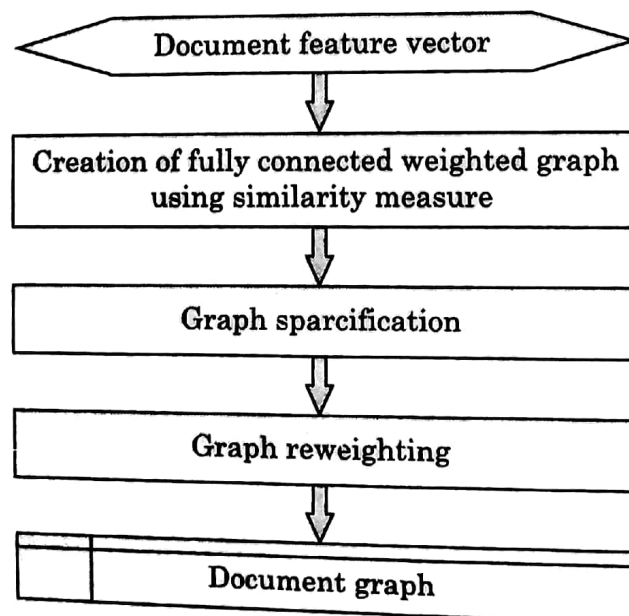 Document feature vector
Creation of fully connected weighted graph
using similarity measure
Graph sparcification
Graph reweighting
Document graph